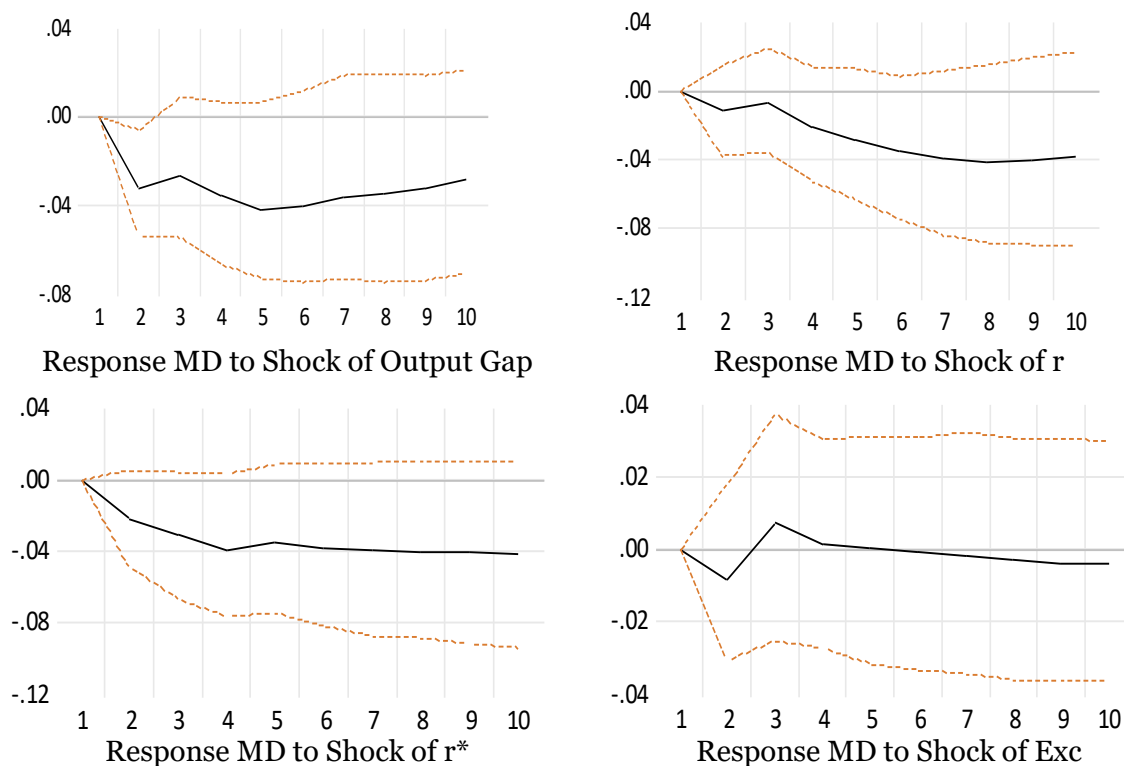 .04
.00
-.04
-.08
1 2 3 4 5 6 7 8 9 10
Response MD to Shock of Output Gap
.04
.00
-.04
-.08
-.12
1 2 3 4 5 6 7 8 9 10
Response MD to Shock of r
.04
.00
-.04
-.08
-.12
1 2 3 4 5 6 7 8 9 10
Response MD to Shock of r*
.04
.02
.00
-.02
-.04
1 2 3 4 5 6 7 8 9 10
Response MD to Shock of Exc